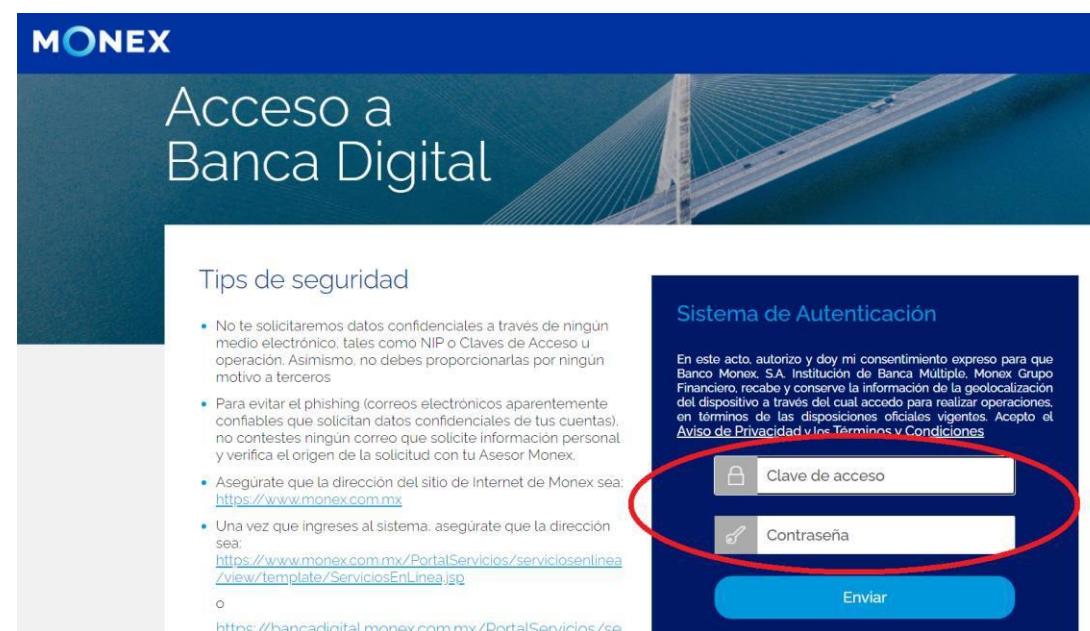 MONEX
Acceso a
Banca Digital
Tips de seguridad
• No te solicitaremos datos confidenciales a través de ningún
medio electrónico, tales como NIP o Claves de Acceso u
operación. Asimismo, no debes proporcionarlas por ningún
motivo a terceros
• Para evitar el phishing (correos electrónicos aparentemente
confiables que solicitan datos confidenciales de tus cuentas),
no contestes ningún correo que solicite información personal
y verifica el origen de la solicitud con tu Asesor Monex.
• Asegúrate que la dirección del sitio de Internet de Monex sea:
https://www.monex.com.mx
• Una vez que ingreses al sistema, asegúrate que la dirección
sea:
https://www.monex.com.mx/PortalServicios/serviciosenlinea
/view/template/ServiciosEnLinea.jsp
o
https://bancadigital.monex.com.mx/PortalServicios/se
Sistema de Autenticación
En este acto, autorizo y doy mi consentimiento expreso para que
Banco Monex, S.A. Institución de Banca Múltiple, Monex Grupo
Financiero, recabe y conserve la información de la geolocalización
del dispositivo a través del cual accedo para realizar operaciones,
en términos de las disposiciones oficiales vigentes. Acepto el
Aviso de Privacidad y los Términos y Condiciones
Clave de acceso
Contraseña
Enviar